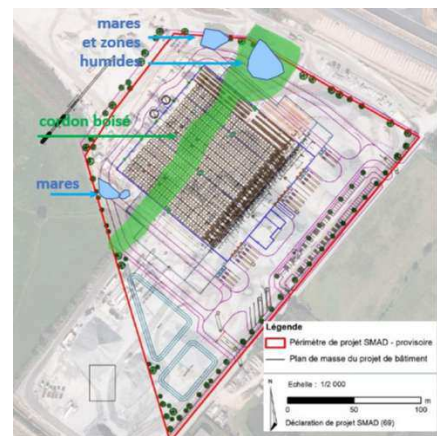 mares
et zones
humides
cordon boisé
mares
Légende
Périmètre de projet SMAD - provisoire
Plan de masse du projet de bâtiment
N
Echelle : 1/2 000
m
0 50 100
Déclaration de projet SMAD (69)